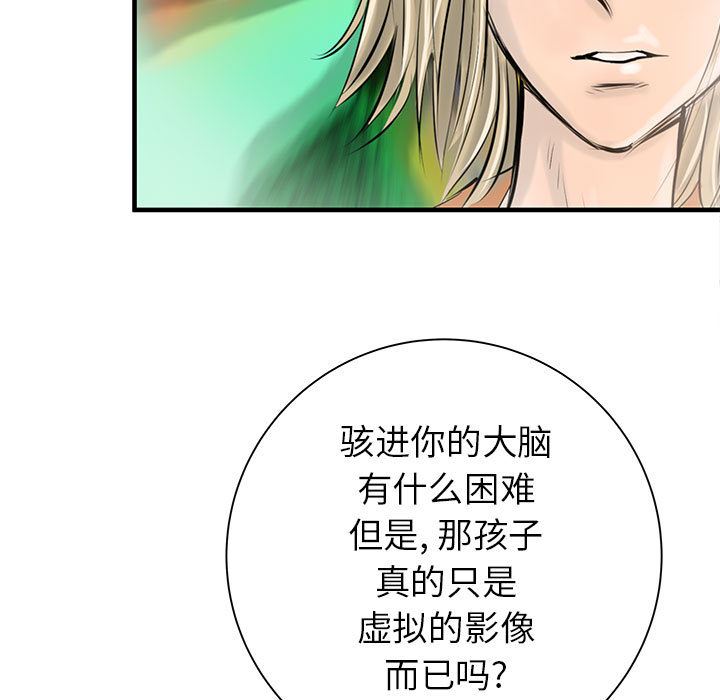 骇进你的大脑
有什么困难
但是, 那孩子
真的只是
虚拟的影像
而已吗?